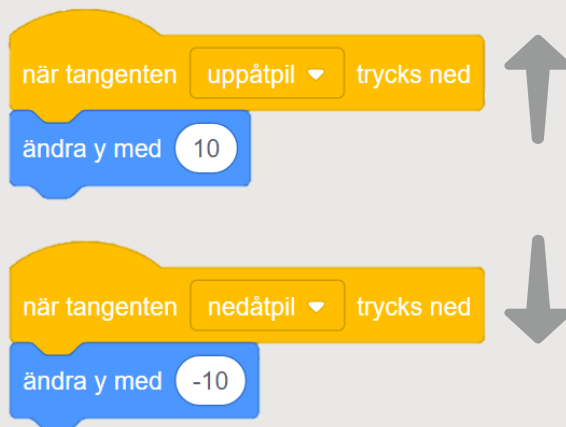 när tangenten uppåtpil trycks ned
ändra y med 10
när tangenten nedåtpil trycks ned
ändra y med -10